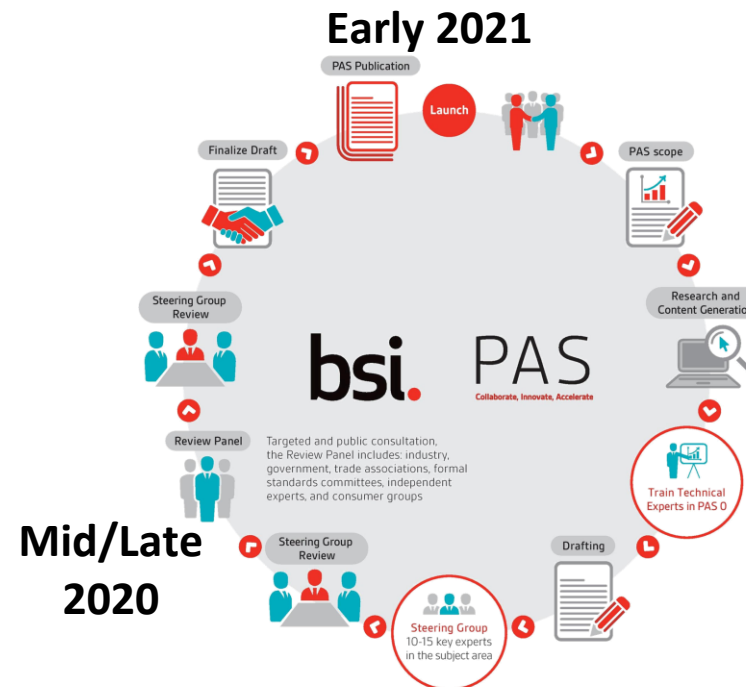 Early 2021
PAS Publication
Launch
Finalize Draft
PAS scope
Steering Group
Review
Research and
Content Generatio
bsi.
PAS
Collaborate, Innovate, Accelerate
Review Panel
Targeted and public consultation,
the Review Panel includes: industry,
government, trade associations, formal
standards committees, independent
experts, and consumer groups
Train Technical
Experts in PAS 0
Mid/Late
2020
Steering Group
Review
Drafting
Steering Group
10-15 key experts
in the subject area